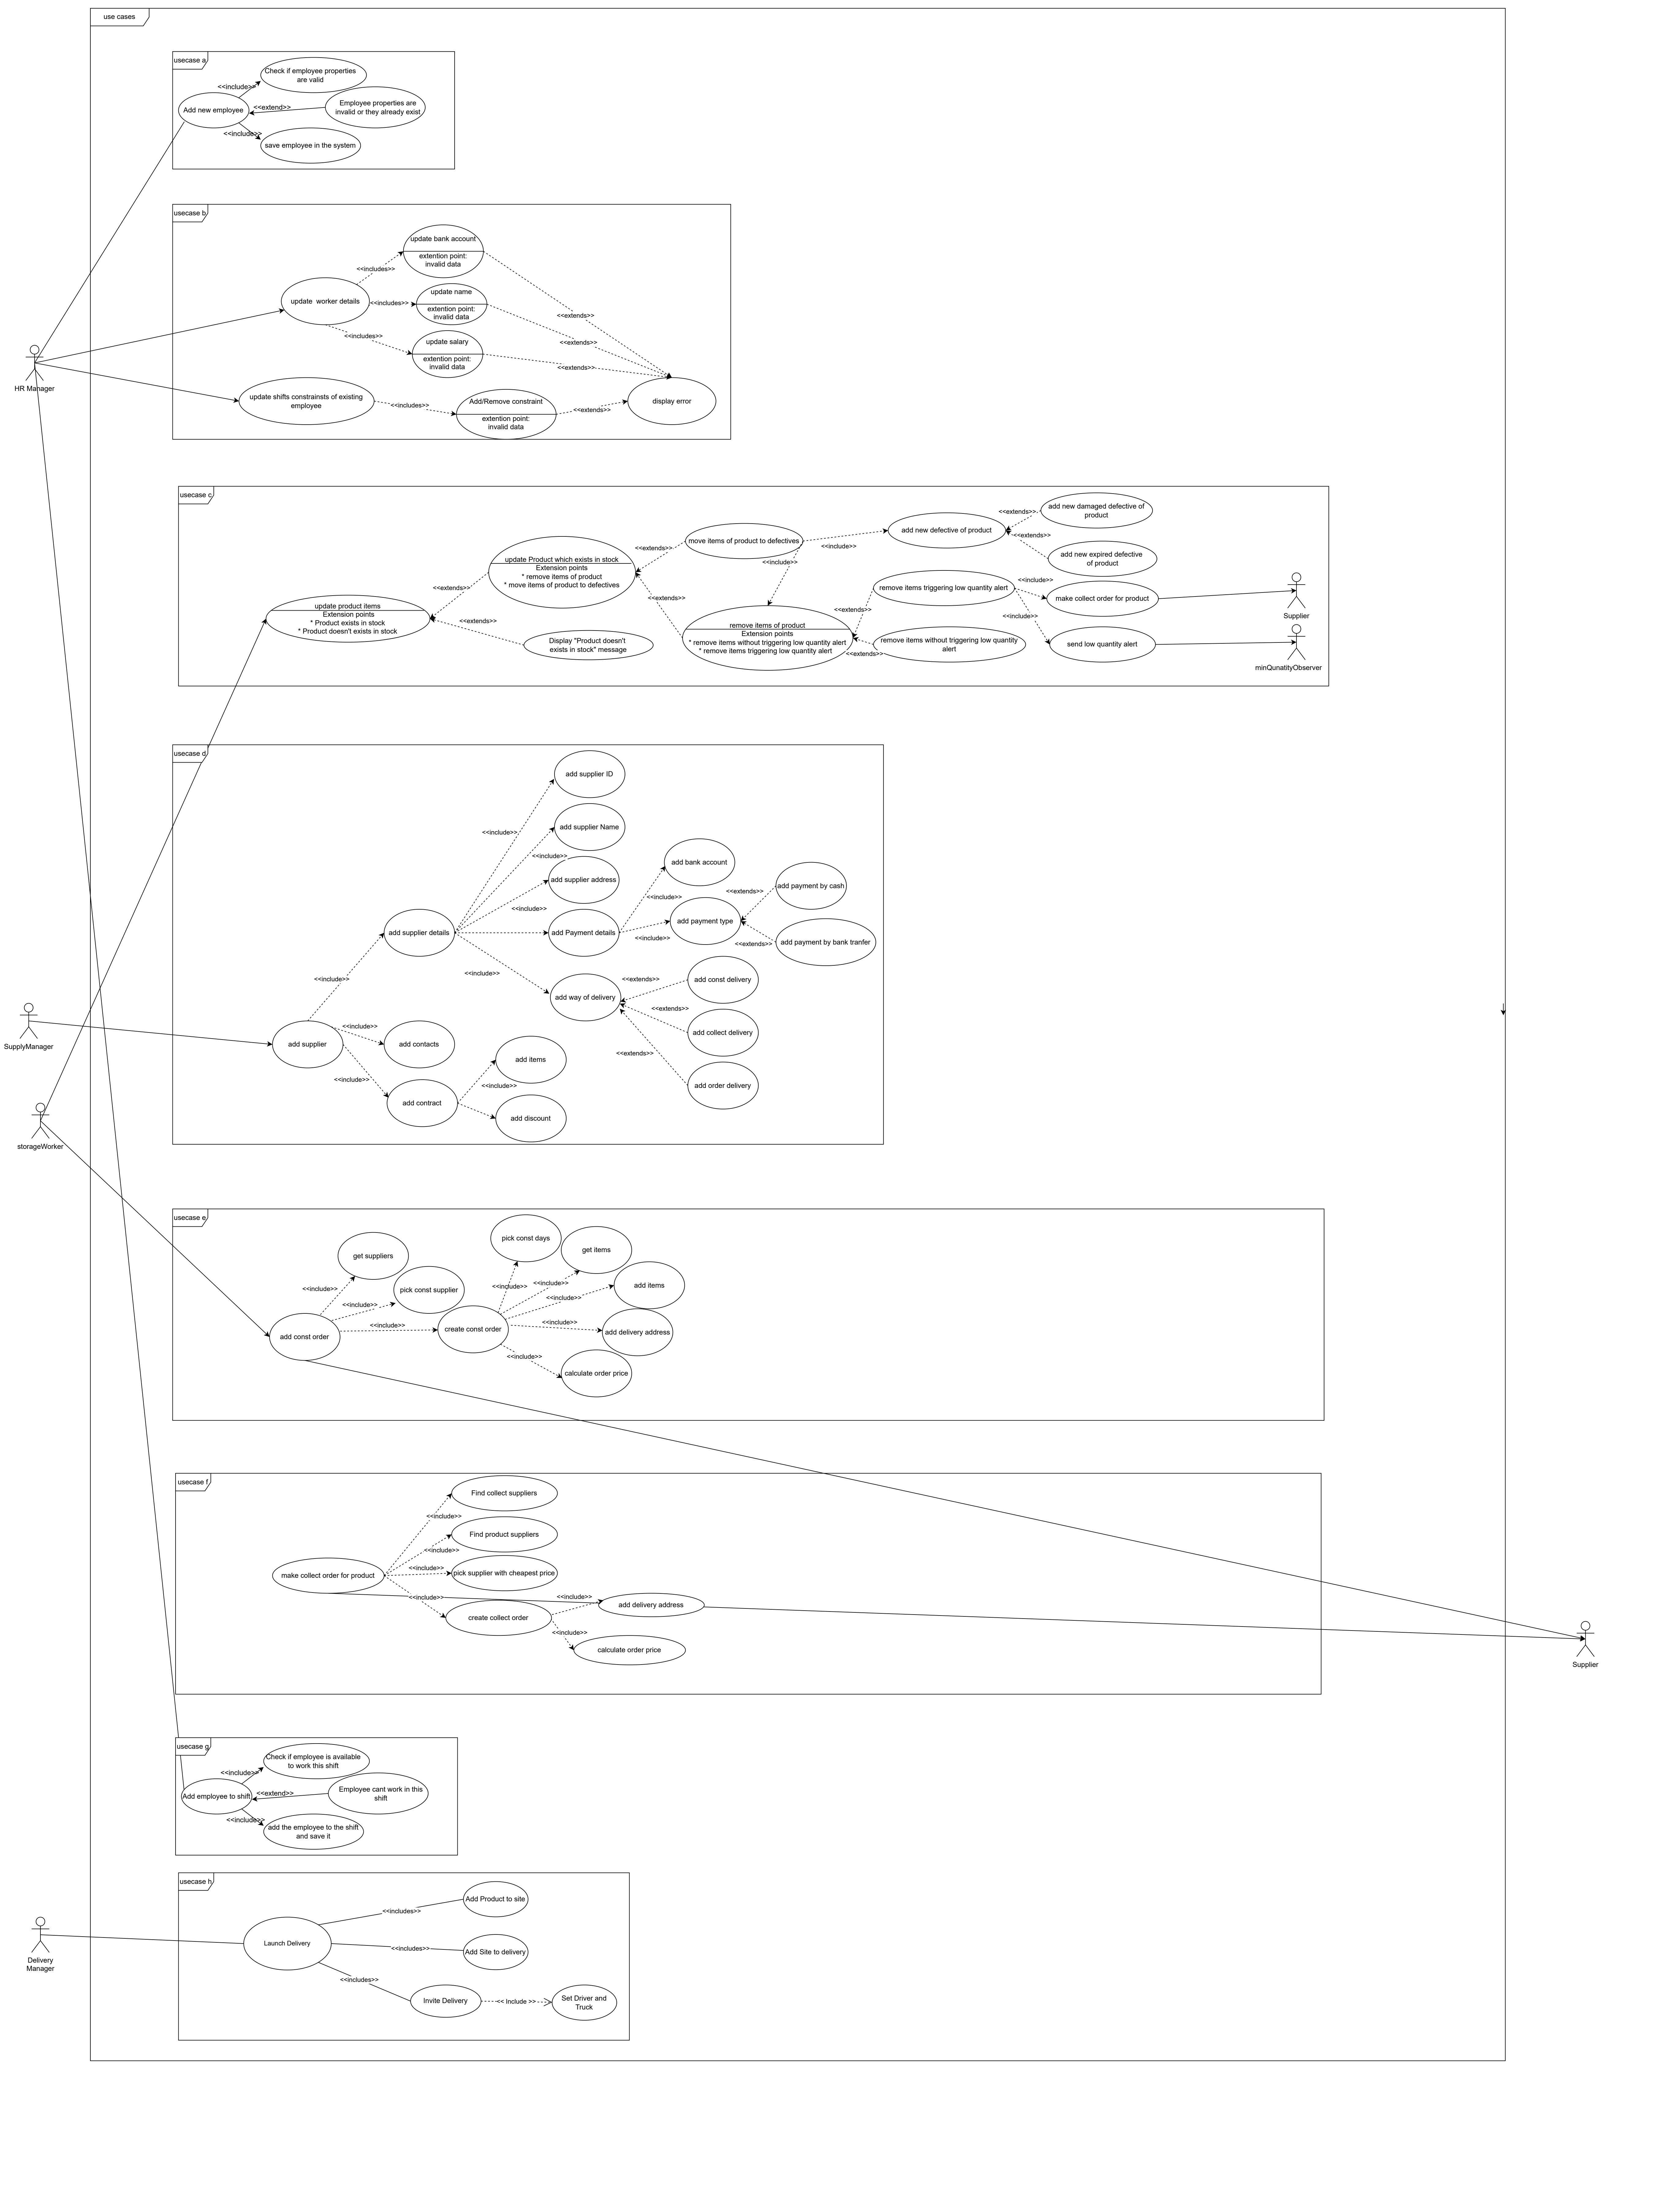 use cases
usecase a
Check if employee properties
are valid
<<include>>
Add new employee
<<extend>>
Employee properties are
invalid or they already exist
<<include>>
save employee in the system
usecase b
update bank account
extention point:
invalid data
<<includes>>
update  worker details
<<includes>>
update name
extention point:
invalid data
<<extends>>
<<includes>>
update salary
extention point:
invalid data
<<extends>>
<<extends>>
HR Manager
update shifts constrainsts of existing
employee
<<includes>>
Add/Remove constraint
extention point:
invalid data
<<extends>>
display error
usecase c
add new damaged defective of
product
<<extends>>
add new defective of product
<<extends>>
add new expired defective
of product
move items of product to defectives
<<include>>
<<extends>>
<<include>>
update Product which exists in stock
Extension points
* remove items of product
* move items of product to defectives
<<extends>>
<<extends>>
update product items
Extension points
* Product exists in stock
* Product doesn't exists in stock
<<extends>>
Display "Product doesn't
exists in stock" message
remove items of product
Extension points
* remove items without triggering low quantity alert
* remove items triggering low quantity alert
<<extends>>
remove items triggering low quantity alert
<<include>>
make collect order for product
Supplier
<<include>>
<<extends>>
remove items without triggering low quantity
alert
send low quantity alert
minQunatityObserver
usecase d
add supplier ID
<<include>>
add supplier Name
<<include>>
add supplier address
<<include>>
add supplier details
add Payment details
add bank account
<<include>>
<<include>>
add payment type
<<extends>>
add payment by cash
<<extends>>
add payment by bank tranfer
<<include>>
<<include>>
add way of delivery
<<extends>>
add const delivery
<<extends>>
add collect delivery
<<extends>>
add order delivery
SupplyManager
add supplier
<<include>>
add contacts
<<include>>
add contract
add items
<<include>>
add discount
storageWorker
usecase e
get suppliers
<<include>>
pick const supplier
<<include>>
add const order
<<include>>
create const order
pick const days
<<include>>
get items
<<include>>
add items
<<include>>
<<include>>
add delivery address
<<include>>
calculate order price
usecase f
Find collect suppliers
<<include>>
Find product suppliers
<<include>>
make collect order for product
<<include>>
pick supplier with cheapest price
<<include>>
create collect order
<<include>>
add delivery address
<<include>>
calculate order price
Supplier
usecase g
Check if employee is available
to work this shift
<<include>>
Add employee to shift
<<extend>>
Employee cant work in this
shift
<<include>>
add the employee to the shift
and save it
usecase h
Add Product to site
<<includes>>
Launch Delivery
<<includes>>
Add Site to delivery
<<includes>>
Invite Delivery
<< Include >>
Set Driver and
Truck
Delivery
Manager